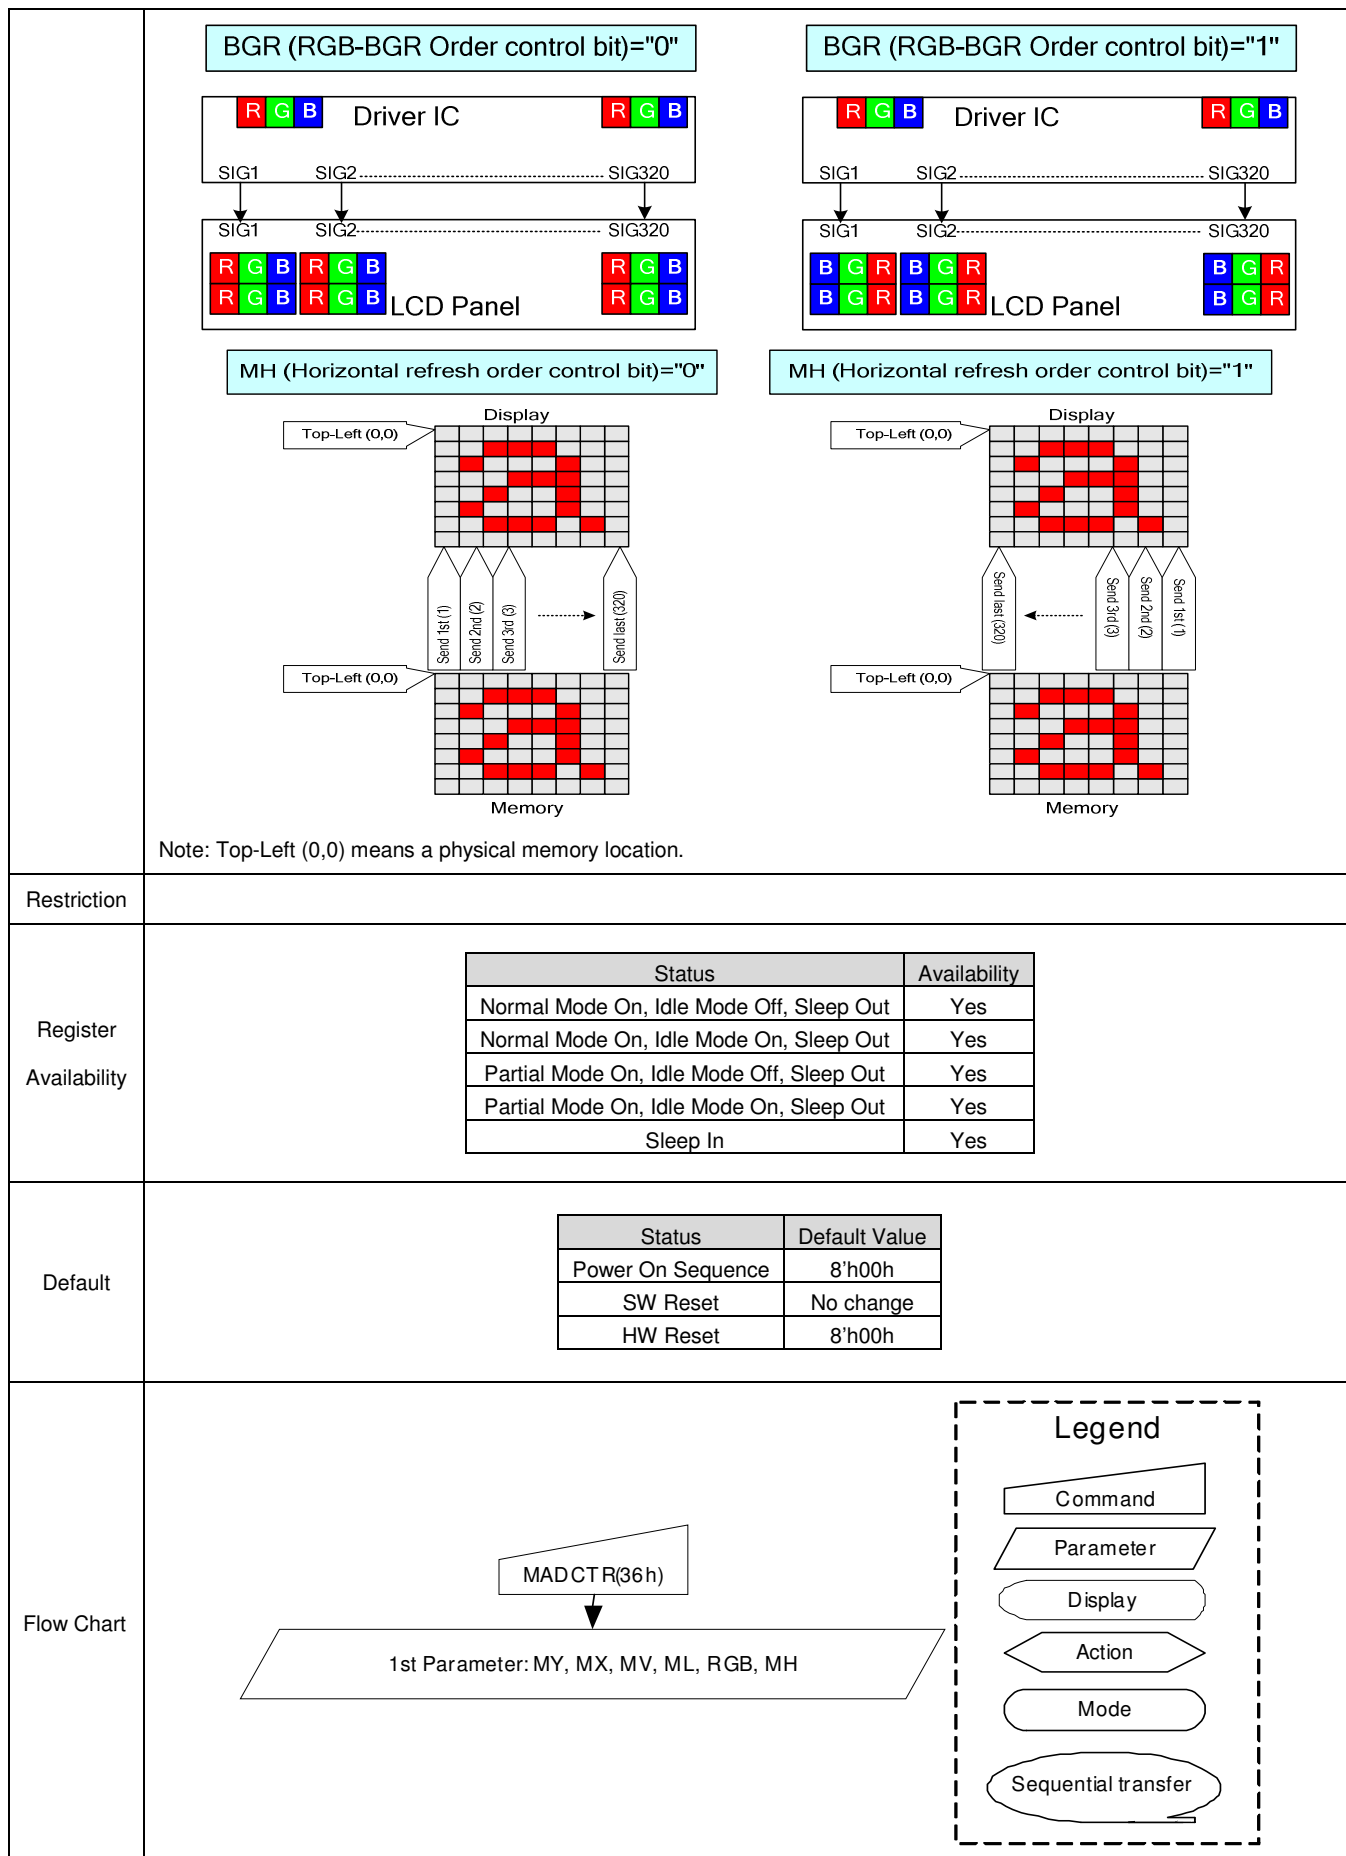 BGR (RGB-BGR Order control bit)="0"
BGR (RGB-BGR Order control bit)="1"
R G B Driver IC R G B
SIG1 SIG2 SIG320
SIG1 SIG2 SIG320
R G B R G B R G B
R G B R G B LCD Panel R G B
R G B Driver IC R G B
SIG1 SIG2 SIG320
SIG1 SIG2 SIG320
B G R B G R B G R
B G R B G R LCD Panel B G R
MH (Horizontal refresh order control bit)="0"
MH (Horizontal refresh order control bit)="1"
Display
Top-Left (0,0)
Send 1st (1)
Send 2nd (2)
Send 3rd (3)
Send last (320)
Top-Left (0,0)
Memory
Display
Top-Left (0,0)
Send last (320)
Send 3rd (3)
Send 2nd (2)
Send 1st (1)
Top-Left (0,0)
Memory
Note: Top-Left (0,0) means a physical memory location.
Restriction
Register
Availability
Status Availability
Normal Mode On, Idle Mode Off, Sleep Out Yes
Normal Mode On, Idle Mode On, Sleep Out Yes
Partial Mode On, Idle Mode Off, Sleep Out Yes
Partial Mode On, Idle Mode On, Sleep Out Yes
Sleep In Yes
Default
Status Default Value
Power On Sequence 8'h00h
SW Reset No change
HW Reset 8'h00h
Flow Chart
MADCTR(36h)
1st Parameter: MY, MX, MV, ML, RGB, MH
Legend
Command
Parameter
Display
Action
Mode
Sequential transfer